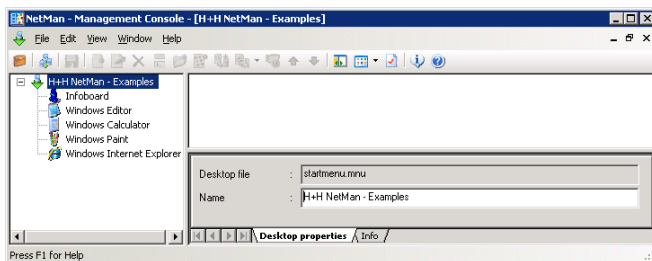 NetMan - Management Console - [H+H NetMan - Examples]
File Edit View Window Help
H+H NetMan - Examples
Infoboard
Windows Editor
Windows Calculator
Windows Paint
Windows Internet Explorer
Desktop file : startmenu.mnu
Name : H+H NetMan - Examples
Desktop properties Info
Press F1 for Help